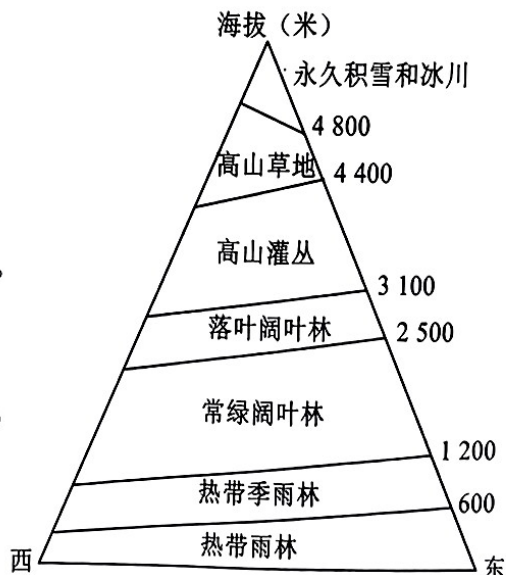 海拔（米）
永久积雪和冰川
4 800
高山草地
4 400
高山灌丛
3 100
落叶阔叶林
2 500
常绿阔叶林
1 200
热带季雨林
600
热带雨林
西
东